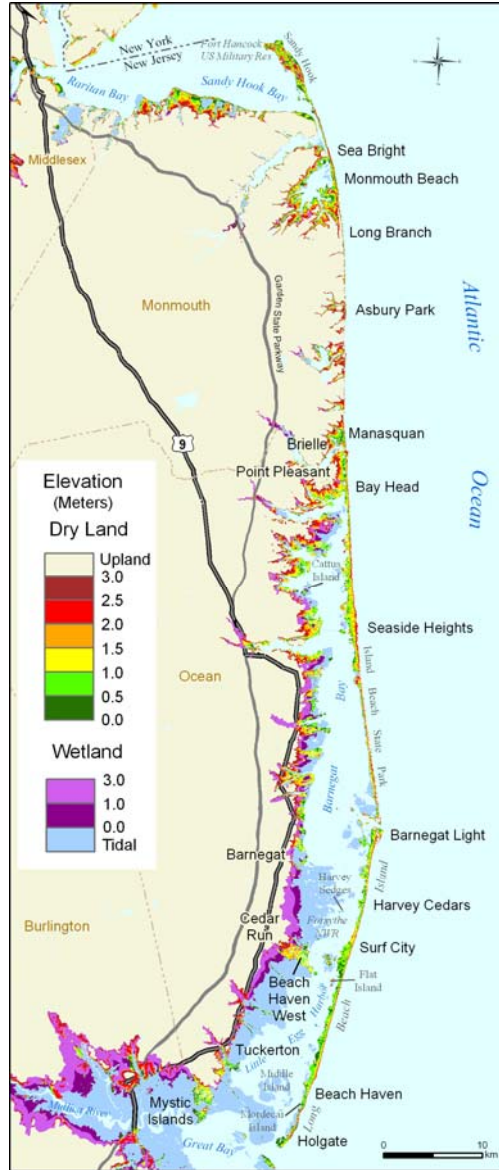 New York
New Jersey
Fort Hancock
US Military Res
Sandy Hook
Raritan Bay
Sandy Hook Bay
Middlesex
Sea Bright
Monmouth Beach
Long Branch
Monmouth
Garden State Parkway
Asbury Park
Atlantic
Ocean
9
Manasquan
Brielle
Point Pleasant
Bay Head
Cattus
Island
Seaside Heights
Island Beach State Park
Ocean
Barnegat Bay
Barnegat Light
Barnegat
Harvey
Sedges
Harvey Cedars
Long Beach Island
Cedar
Run
Forsythe
NWR
Surf City
Burlington
Flat
Island
Beach
Haven
West
Little Egg Harbor
Tuckerton
Middle
Island
Mystic
Islands
Mordecai
Island
Beach Haven
Mullica River
Great Bay
Holgate
Elevation
(Meters)
Dry Land
Upland
3.0
2.5
2.0
1.5
1.0
0.5
0.0
Wetland
3.0
1.0
0.0
Tidal
0
10
km